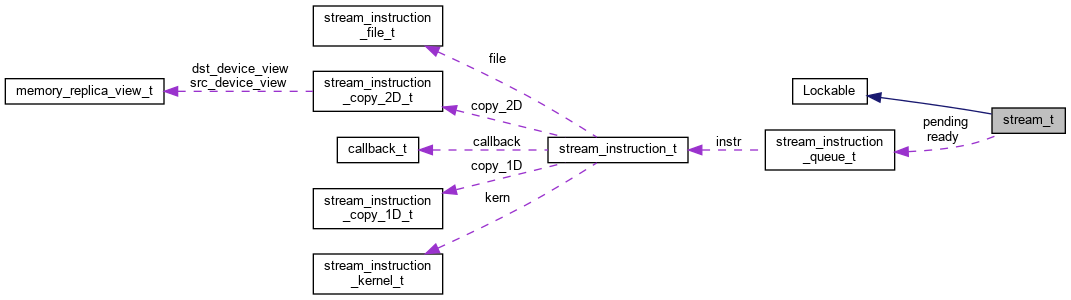 stream_instruction
_file_t
file
dst_device_view
src_device_view
memory_replica_view_t
stream_instruction
_copy_2D_t
copy_2D
callback_t
callback
copy_1D
stream_instruction
_copy_1D_t
kern
stream_instruction
_kernel_t
stream_instruction_t
instr
stream_instruction
_queue_t
Lockable
pending
ready
stream_t